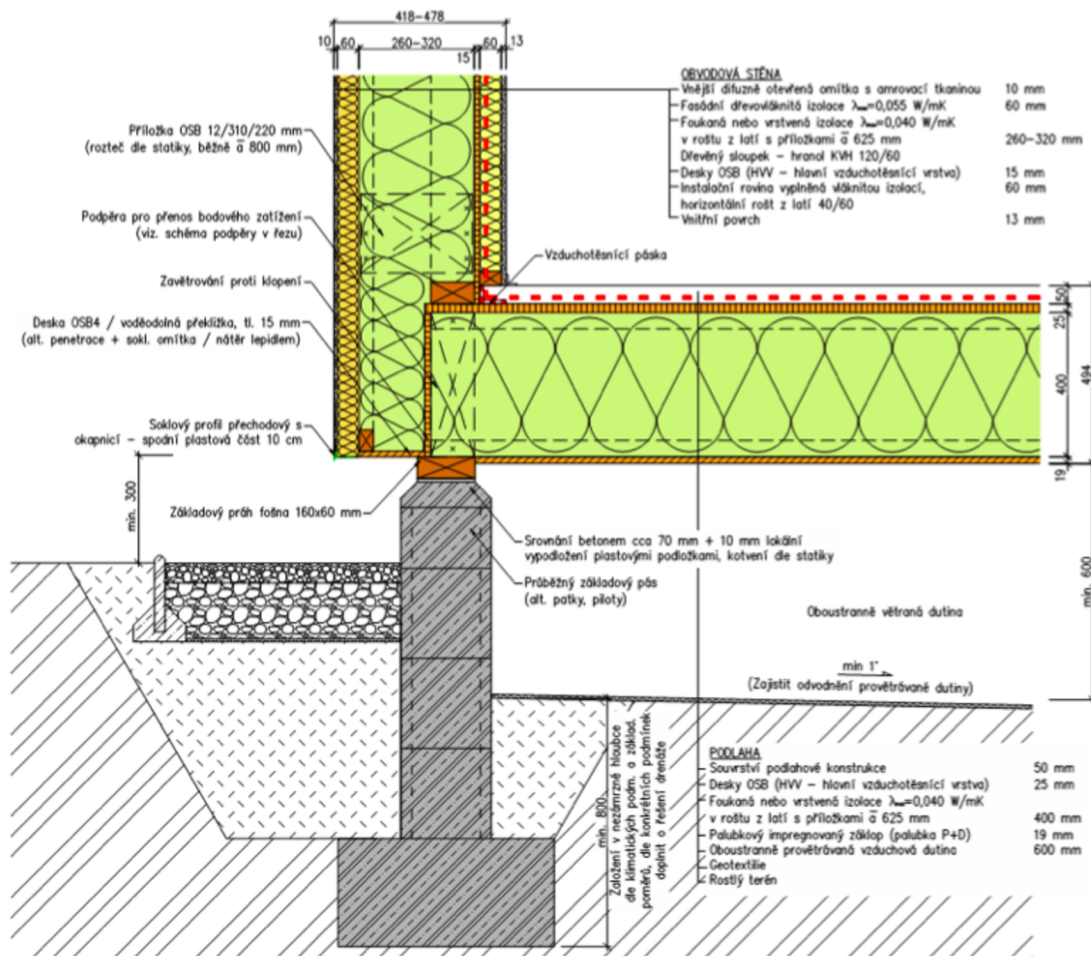 418-478
10
60
260-320
15
60
13
OBVODOVÁ STĚNA
Vnější difuzně otevřená omítka s amrovací tkaninou 10 mm
Fasádní dřevovláknitá izolace λ=0,055 W/mK 60 mm
Foukaná nebo vrstvená izolace λ=0,040 W/mK
v roštu z latí s příložkami ā 625 mm 260-320 mm
Dřevěný sloupek – hranol KVH 120/60
Desky OSB (HVV – hlavní vzduchotěsnící vrstva) 15 mm
Instalační rovina vyplněná vláknitou izolací, 60 mm
horizontální rošt z latí 40/60
Vnitřní povrch 13 mm
Příložka OSB 12/310/220 mm
(rozteč dle statiky, běžně ā 800 mm)
Podpěra pro přenos bodového zatížení
(viz. schéma podpěry v řezu)
Vzduchotěsnící páska
Zavětrování proti klopení
Deska OSB4 / voděodolná překližka, tl. 15 mm
(alt. penetrace + sokl. omítka / nátěr lepidlem)
Soklový profil přechodový s
okapnicí – spodní plastová část 10 cm
50
25
400
494
19
min. 300
Základový práh fošna 160x60 mm
Srovnání betonem cca 70 mm + 10 mm lokální
vypodložení plastovými podložkami, kotvení dle statiky
Průběžný základový pás
(alt. patky, piloty)
min. 600
Oboustranně větraná dutina
min 1°
(Zajistit odvodnění provětrávané dutiny)
min. 800
Založení v nezámrzné hloubce
dle klimatických podm. a základ.
poměrů, dle konkrétních podmínek
doplnit o řešení drenáže
PODLAHA
Souvrství podlahové konstrukce 50 mm
Desky OSB (HVV – hlavní vzduchotěsnící vrstva) 25 mm
Foukaná nebo vrstvená izolace λ=0,040 W/mK
v roštu z latí s příložkami ā 625 mm 400 mm
Palubkový impregnovaný záklop (palubka P+D) 19 mm
Oboustranně provětrávaná vzduchová dutina 600 mm
Geotextilie
Rostlý terén